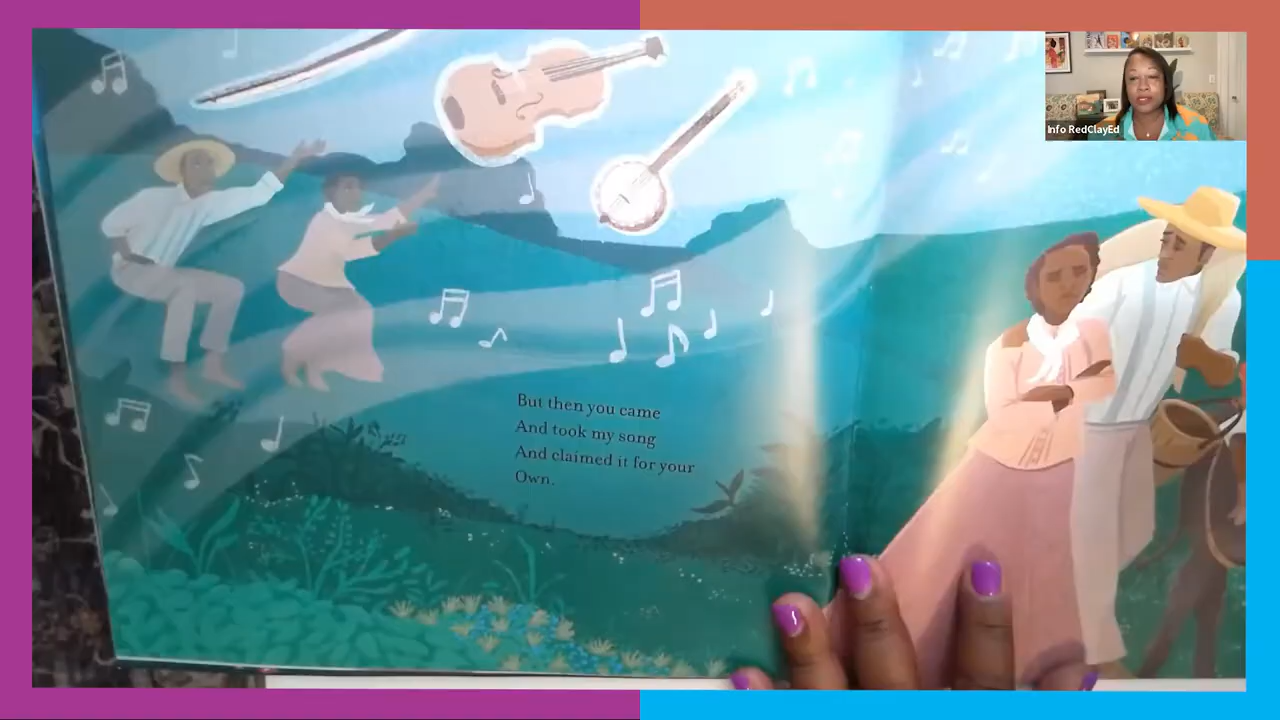 Info RedClayEd
But then you came
And took my song
And claimed it for your
Own.